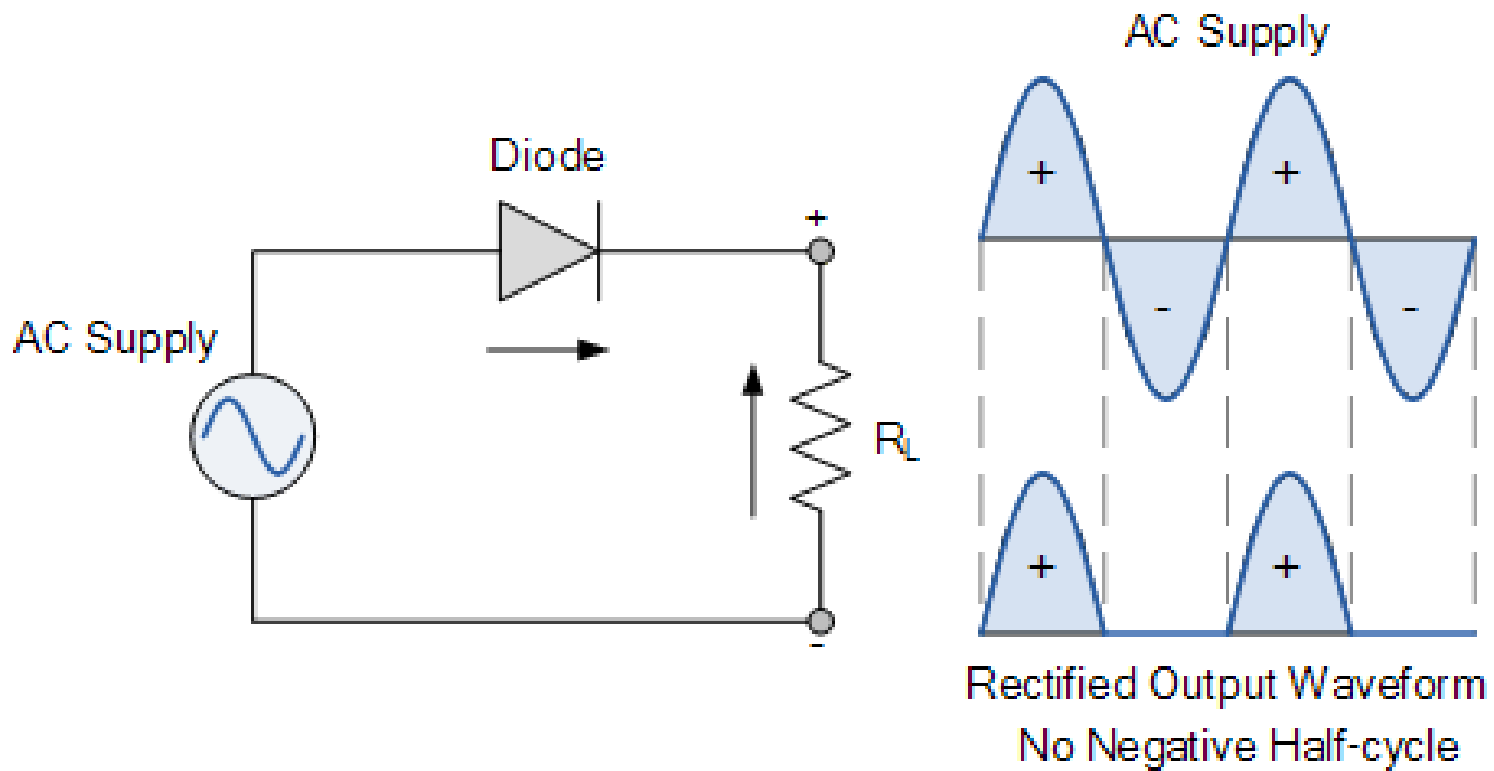 AC Supply
Diode
+
AC Supply
R_L
-
+
+
-
-
+
+
Rectified Output Waveform
No Negative Half-cycle